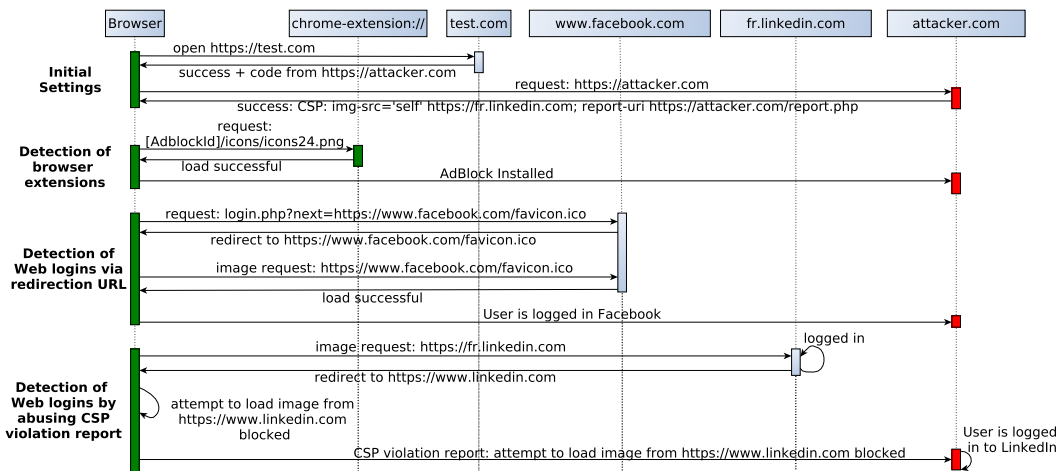 Browser
chrome-extension://
test.com
www.facebook.com
fr.linkedin.com
attacker.com
Initial
Settings
open https://test.com
success + code from https://attacker.com
request: https://attacker.com
success: CSP: img-src='self' https://fr.linkedin.com; report-uri https://attacker.com/report.php
Detection of
browser
extensions
request:
[AdblockId]/icons/icons24.png
load successful
AdBlock Installed
Detection of
Web logins via
redirection URL
request: login.php?next=https://www.facebook.com/favicon.ico
redirect to https://www.facebook.com/favicon.ico
image request: https://www.facebook.com/favicon.ico
load successful
User is logged in Facebook
Detection of
Web logins by
abusing CSP
violation report
image request: https://fr.linkedin.com
logged in
redirect to https://www.linkedin.com
attempt to load image from
https://www.linkedin.com
blocked
CSP violation report: attempt to load image from https://www.linkedin.com blocked
User is logged
in to LinkedIn